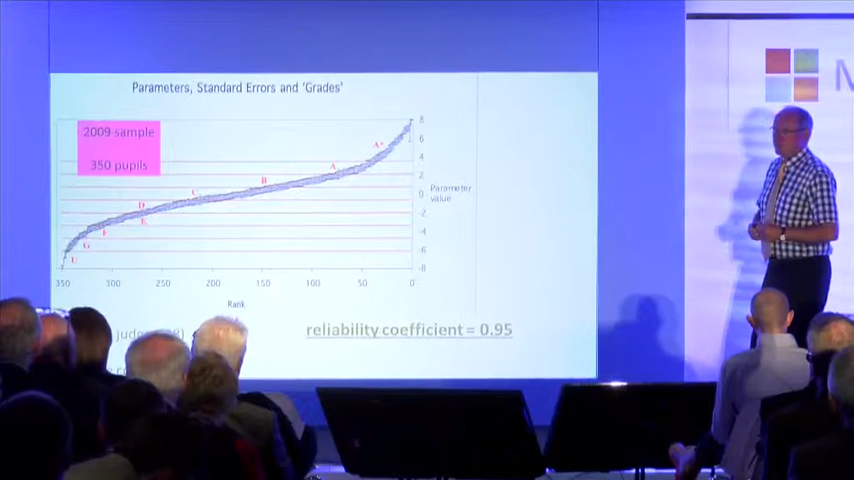 Parameters, Standard Errors and 'Grades'
2009 sample
350 pupils
8
6
4
2
0
-2
-4
-6
-8
Parameter
value
A*
A
B
C
D
E
F
G
U
350
300
250
200
150
100
50
0
Rank
reliability coefficient = 0.95
M